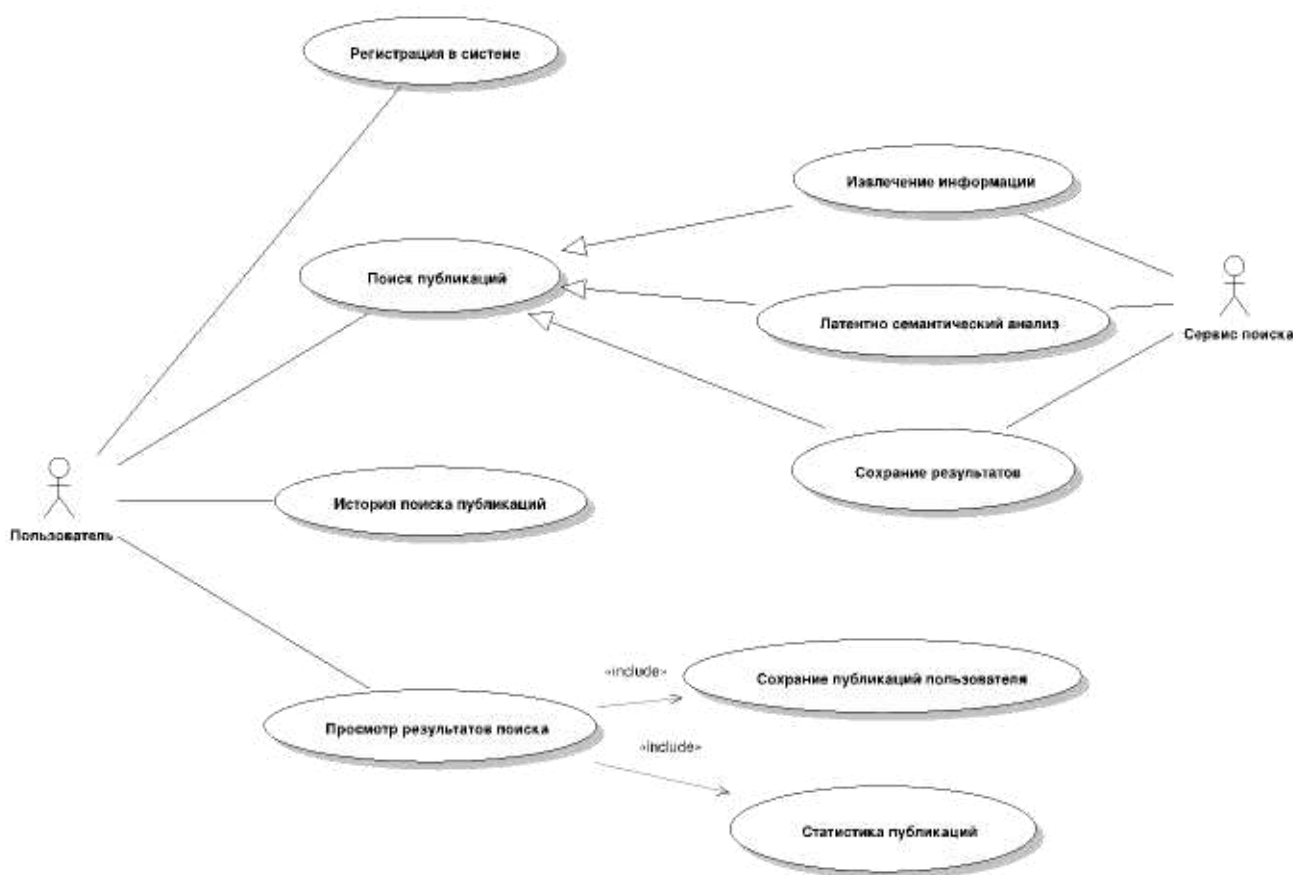 Регистрация в системе
Извлечение информации
Поиск публикаций
Латентно семантический анализ
Сервис поиска
Сохрание результатов
История поиска публикаций
Пользователь
«include»
Сохрание публикаций пользователя
Просмотр результатов поиска
«include»
Статистика публикаций